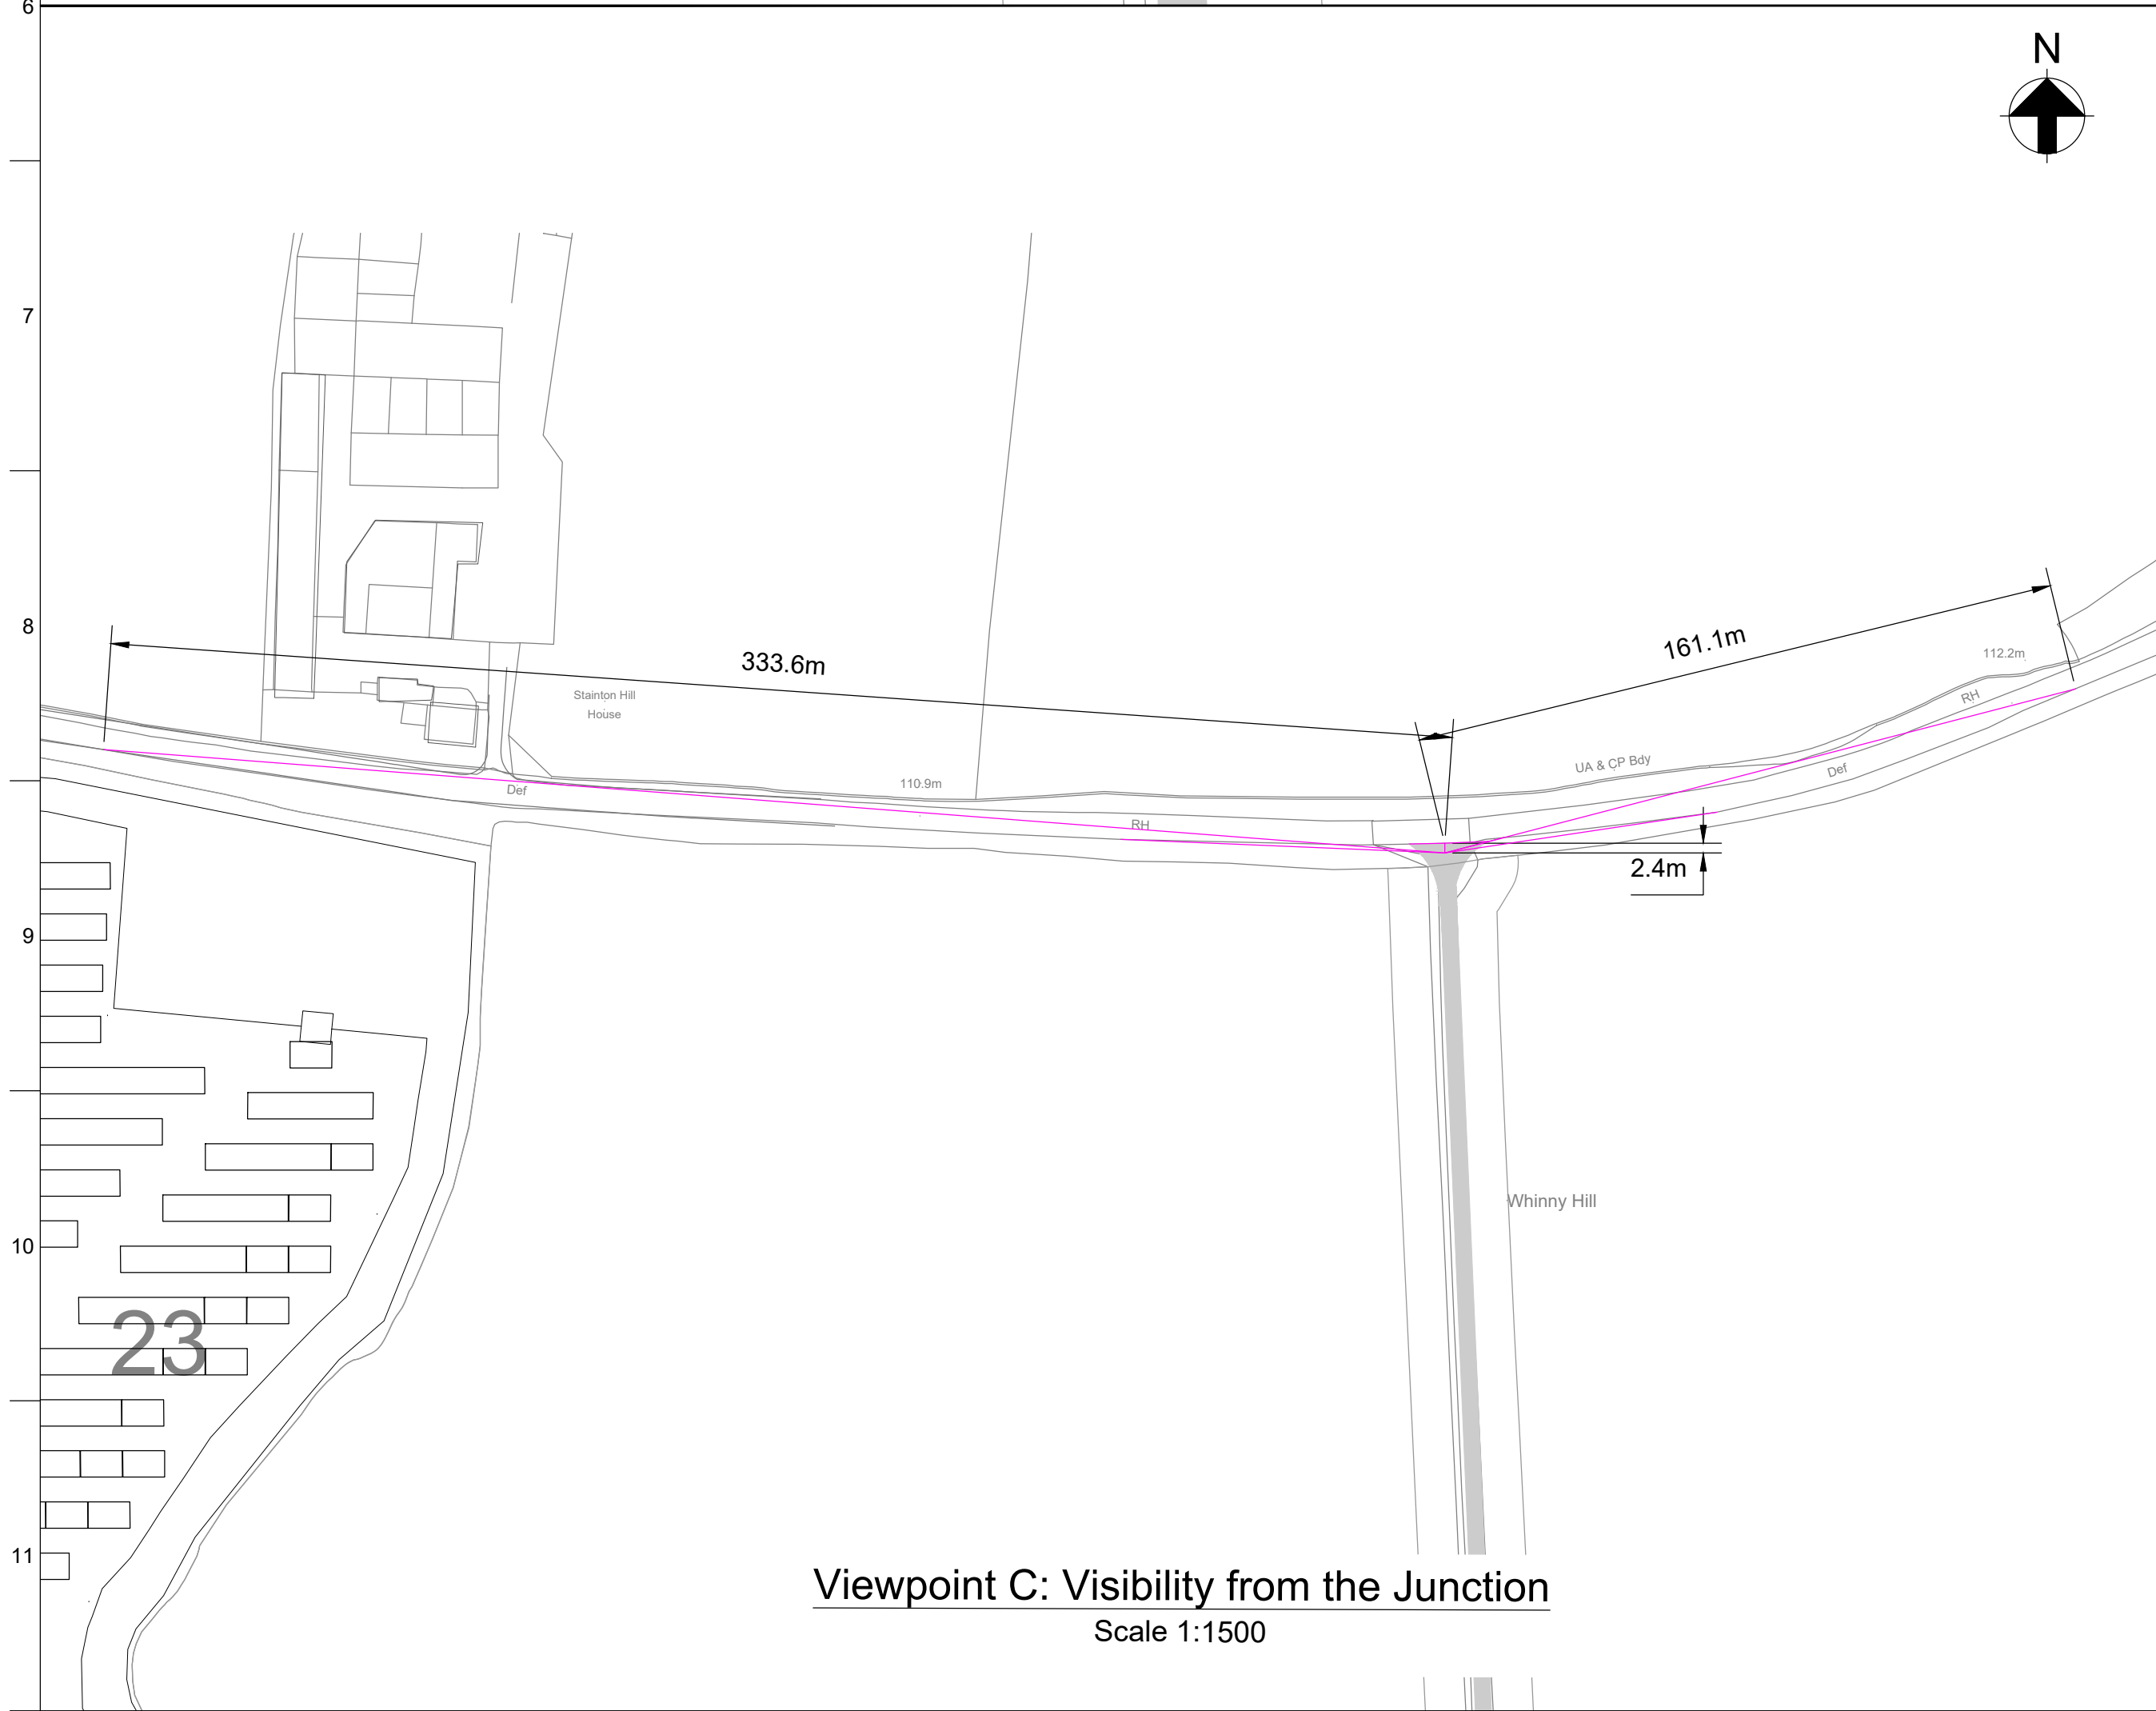 6
N
7
8
161.1m
333.6m
112.2m
Stainton Hill
House
RH
UA & CP Bdy
Def
110.9m
Def
RH
2.4m
9
Whinny Hill
10
23
11
Viewpoint C: Visibility from the Junction
Scale 1:1500